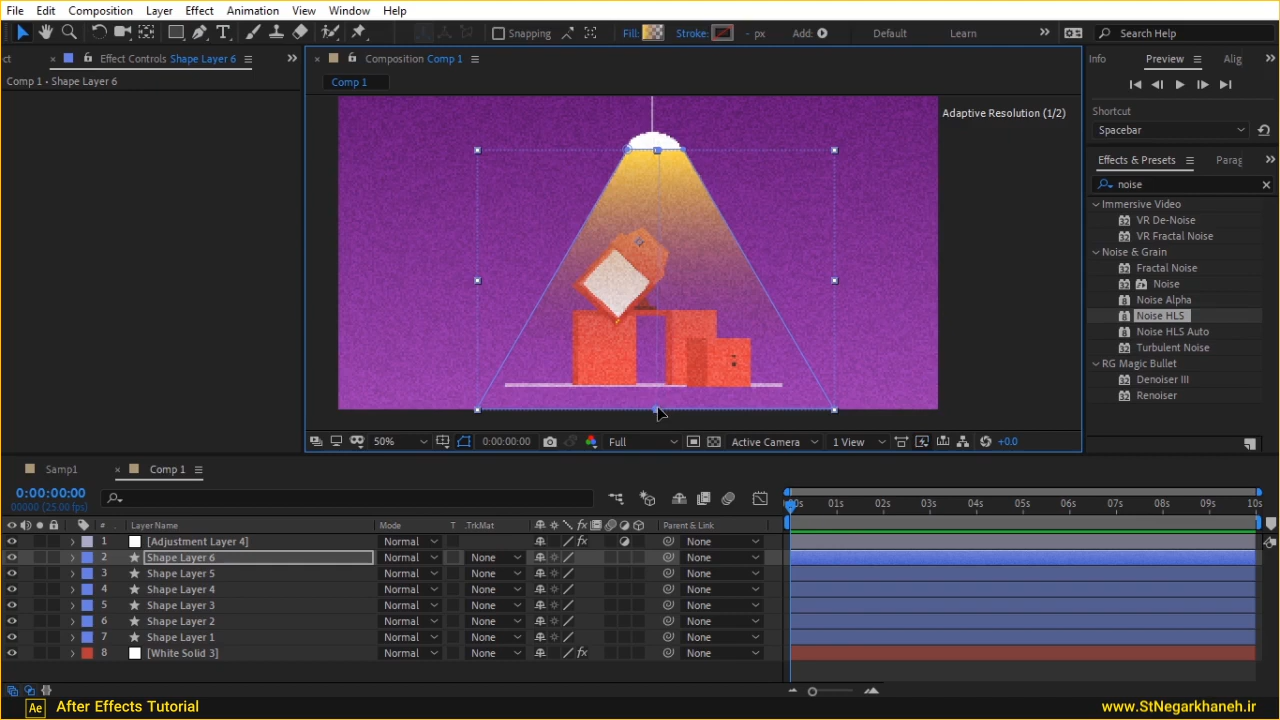 File Edit Composition Layer Effect Animation View Window Help
Snapping Fill: Stroke: - px Add: Default Learn Search Help
ct Effect Controls Shape Layer 6 Composition Comp 1 Info Preview Alig
Comp 1 • Shape Layer 6 Comp 1
Adaptive Resolution (1/2)
Shortcut
Spacebar
Effects & Presets Parag
noise
Immersive Video
VR De-Noise
VR Fractal Noise
Noise & Grain
Fractal Noise
Noise
Noise Alpha
Noise HLS
Noise HLS Auto
Turbulent Noise
RG Magic Bullet
Denoiser III
Renoiser
50% 0:00:00:00 Full Active Camera 1 View +0.0
Samp1 Comp 1
0:00:00:00
00000 (25.00 fps)
:00s 01s 02s 03s 04s 05s 06s 07s 08s 09s 10s
# Layer Name Mode T .TrkMat Parent & Link
1 [Adjustment Layer 4] Normal None
2 Shape Layer 6 Normal None None
3 Shape Layer 5 Normal None None
4 Shape Layer 4 Normal None None
5 Shape Layer 3 Normal None None
6 Shape Layer 2 Normal None None
7 Shape Layer 1 Normal None None
8 [White Solid 3] Normal None None
Ae After Effects Tutorial www.StNegarkhaneh.ir